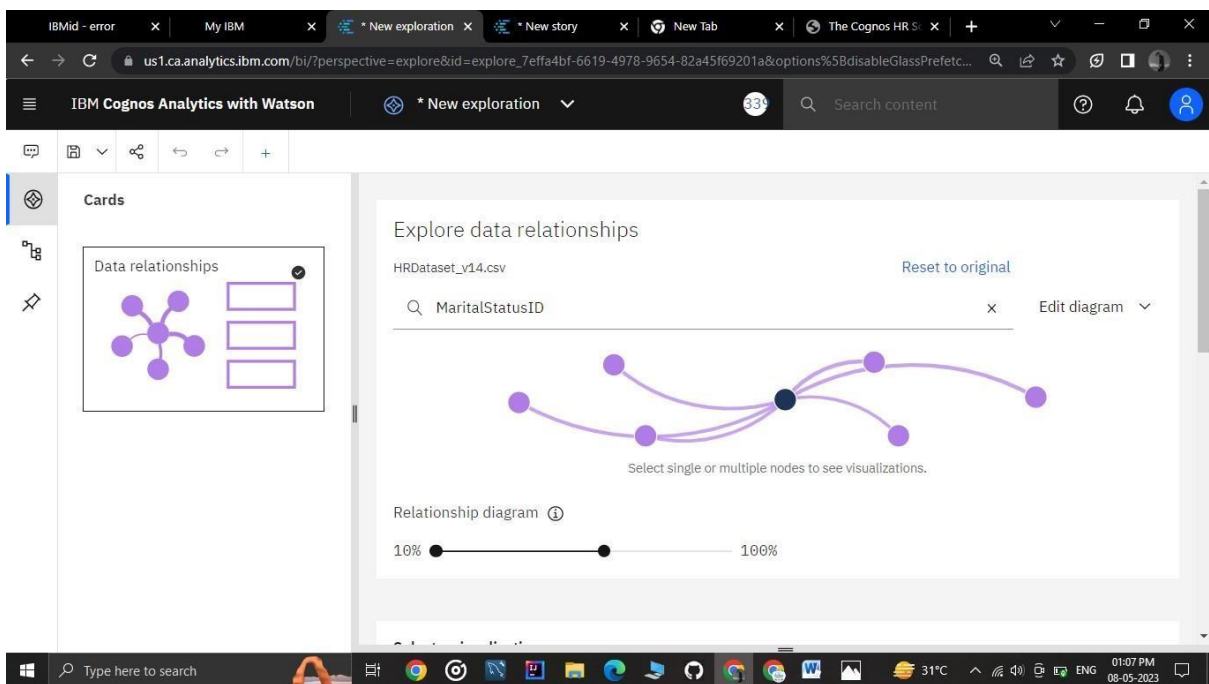 IBMid - error
My IBM
* New exploration
* New story
New Tab
The Cognos HR Sc
us1.ca.analytics.ibm.com/bi/?perspective=explore&id=explore_7effa4bf-6619-4978-9654-82a45f69201a&options%5BdisableGlassPrefetc...
IBM Cognos Analytics with Watson
* New exploration
339
Search content
Cards
Data relationships
Explore data relationships
HRDataset_v14.csv
Reset to original
MaritalStatusID
Edit diagram
Select single or multiple nodes to see visualizations.
Relationship diagram
10%
100%
Type here to search
31°C
ENG
01:07 PM
08-05-2023